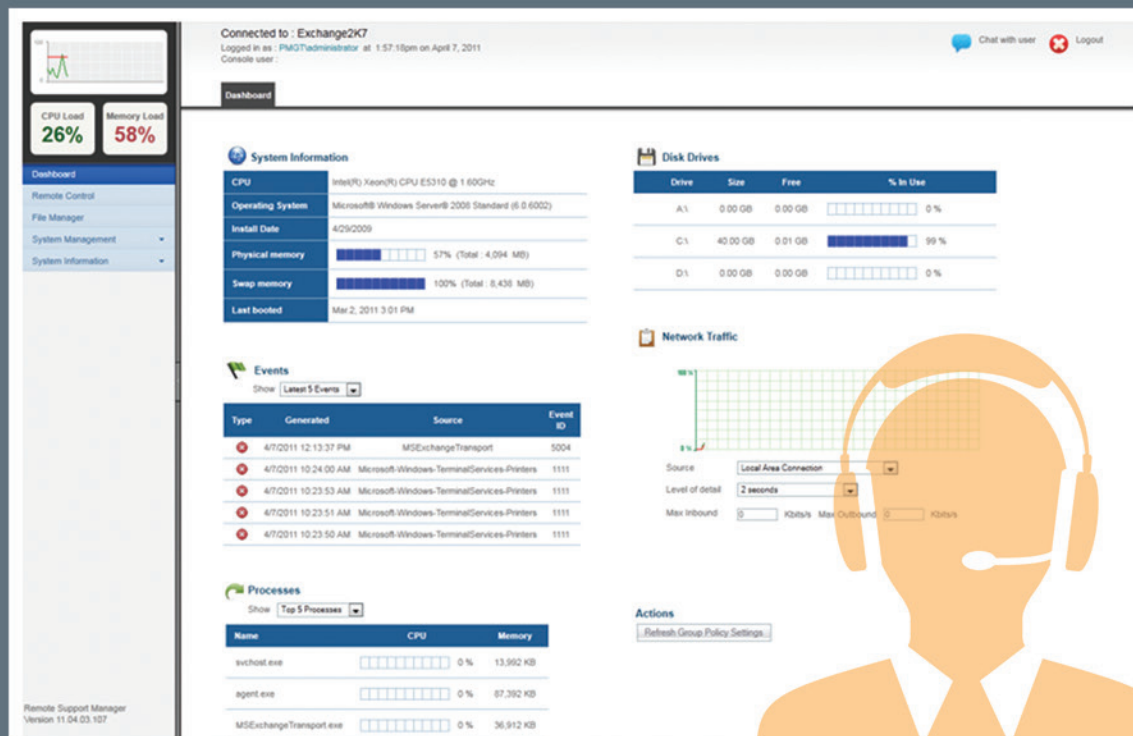 100
0
CPU Load
26%
Memory Load
58%
Dashboard
Remote Control
File Manager
System Management
System Information
Remote Support Manager
Version 11.04.03.107
Connected to : Exchange2K7
Logged in as : PMGT\administrator at 1:57:18pm on April 7, 2011
Console user :
Chat with user
Logout
Dashboard
System Information
CPU Intel(R) Xeon(R) CPU E5310 @ 1.60GHz
Operating System Microsoft® Windows Server® 2008 Standard (6.0.6002)
Install Date 4/29/2009
Physical memory 57% (Total : 4,094 MB)
Swap memory 100% (Total : 8,438 MB)
Last booted Mar.2, 2011 3:01 PM
Events
Show Latest 5 Events
Type Generated Source Event ID
4/7/2011 12:13:37 PM MSExchangeTransport 5004
4/7/2011 10:24:00 AM Microsoft-Windows-TerminalServices-Printers 1111
4/7/2011 10:23:53 AM Microsoft-Windows-TerminalServices-Printers 1111
4/7/2011 10:23:51 AM Microsoft-Windows-TerminalServices-Printers 1111
4/7/2011 10:23:50 AM Microsoft-Windows-TerminalServices-Printers 1111
Processes
Show Top 5 Processes
Name CPU Memory
svchost.exe 0 % 13,992 KB
agent.exe 0 % 87,392 KB
MSExchangeTransport.exe 0 % 36,912 KB
Disk Drives
Drive Size Free % In Use
A:\ 0.00 GB 0.00 GB 0 %
C:\ 40.00 GB 0.01 GB 99 %
D:\ 0.00 GB 0.00 GB 0 %
Network Traffic
100 %
0 %
Source Local Area Connection
Level of detail 2 seconds
Max Inbound 0 Kbits/s Max Outbound 0 Kbits/s
Actions
Refresh Group Policy Settings